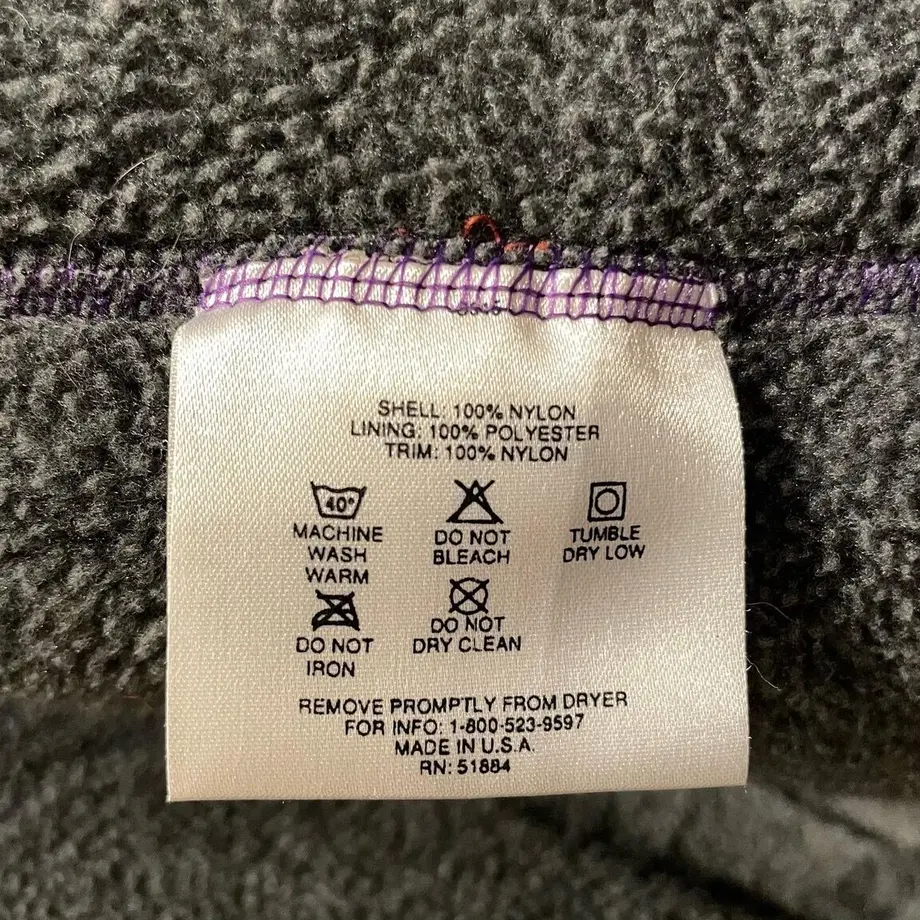 SHELL: 100% NYLON
LINING: 100% POLYESTER
TRIM: 100% NYLON
40°
MACHINE
WASH
WARM
DO NOT
BLEACH
TUMBLE
DRY LOW
DO NOT
IRON
DO NOT
DRY CLEAN
REMOVE PROMPTLY FROM DRYER
FOR INFO: 1-800-523-9597
MADE IN U.S.A.
RN: 51884